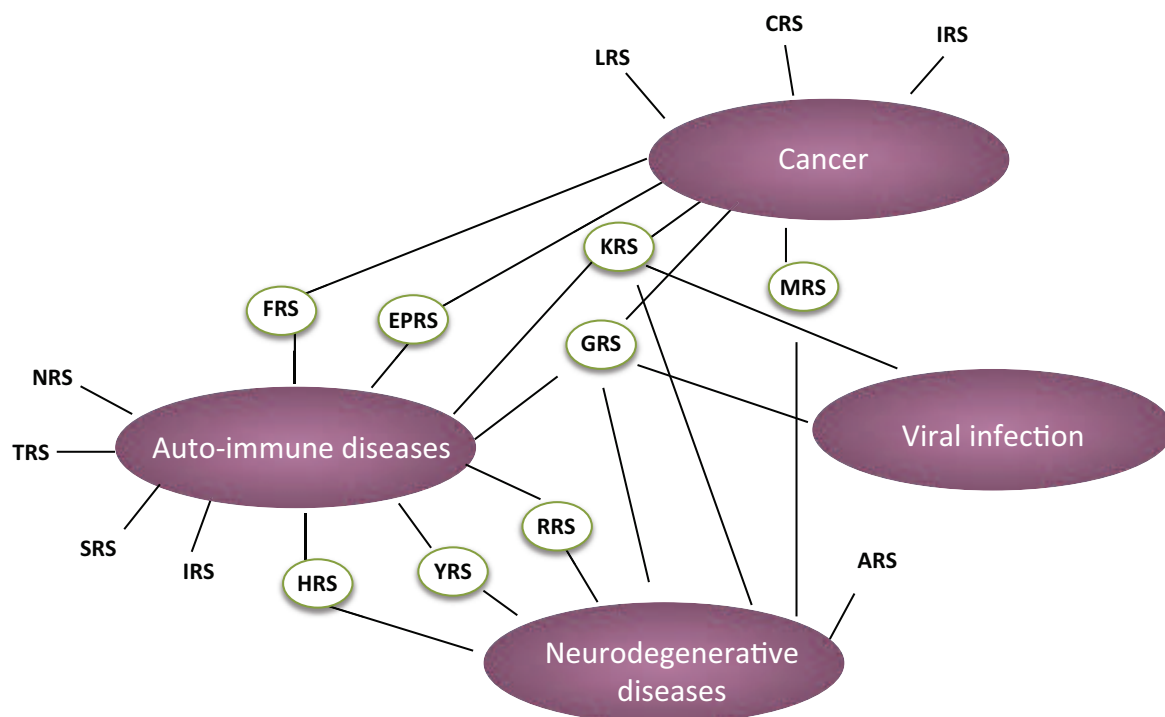 CRS
IRS
LRS
Cancer
KRS
MRS
FRS
EPRS
GRS
NRS
Auto-immune diseases
Viral infection
TRS
RRS
SRS
IRS
HRS
YRS
ARS
Neurodegenerative
diseases